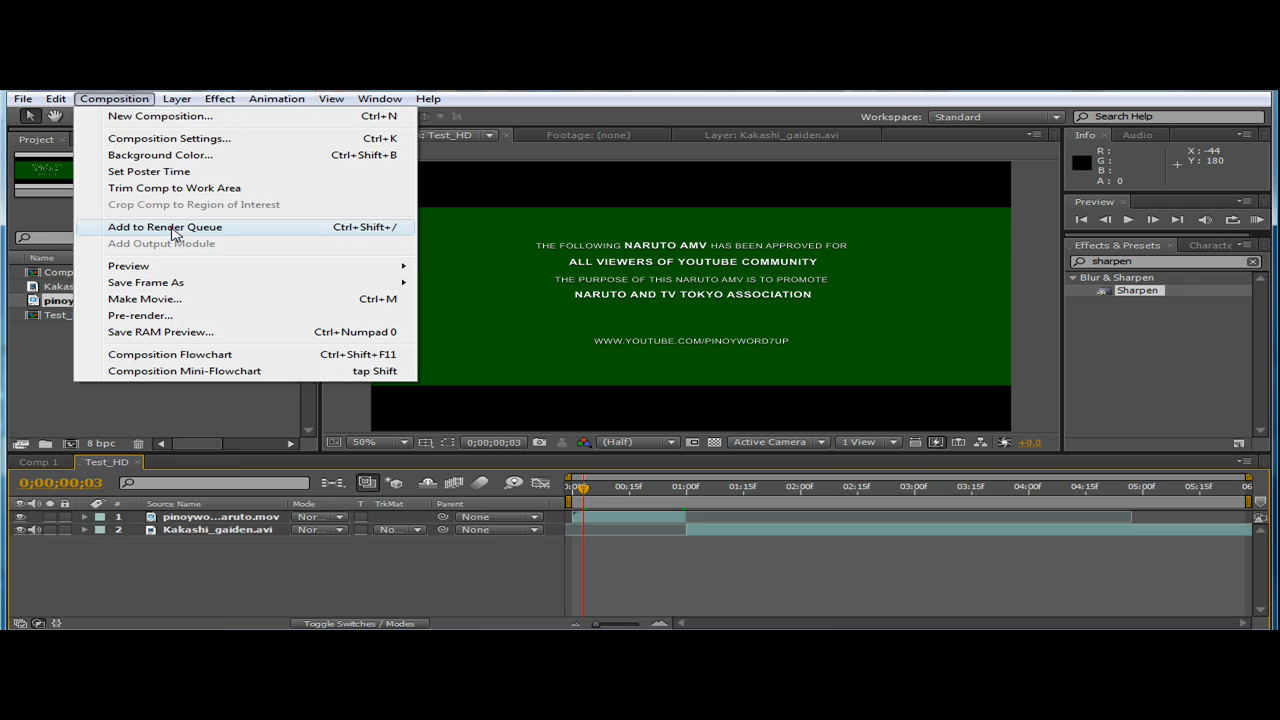 File Edit Composition Layer Effect Animation View Window Help
Workspace: Standard Search Help
Project Test_HD Footage: (none) Layer: Kakashi_gaiden.avi Info Audio
New Composition... Ctrl+N
Composition Settings... Ctrl+K
Background Color... Ctrl+Shift+B
Set Poster Time
Trim Comp to Work Area
Crop Comp to Region of Interest
Add to Render Queue Ctrl+Shift+/
Add Output Module
Preview
Save Frame As
Make Movie... Ctrl+M
Pre-render...
Save RAM Preview... Ctrl+Numpad 0
Composition Flowchart Ctrl+Shift+F11
Composition Mini-Flowchart tap Shift
Name
Comp
Kakas
pinoy
Test_
THE FOLLOWING NARUTO AMV HAS BEEN APPROVED FOR
ALL VIEWERS OF YOUTUBE COMMUNITY
THE PURPOSE OF THIS NARUTO AMV IS TO PROMOTE
NARUTO AND TV TOKYO ASSOCIATION
WWW.YOUTUBE.COM/PINOYWORD7UP
R: X: -44
G: Y: 180
B:
A: 0
Preview
Effects & Presets Characte
sharpen
Blur & Sharpen
Sharpen
8 bpc
50% 0;00;00;03 (Half) Active Camera 1 View +0.0
Comp 1 Test_HD
0;00;00;03
00:15f 01:00f 01:15f 02:00f 02:15f 03:00f 03:15f 04:00f 04:15f 05:00f 05:15f 06
# Source Name Mode T TrkMat Parent
1 pinoywo...aruto.mov Nor... None
2 Kakashi_gaiden.avi Nor... No... None
Toggle Switches / Modes